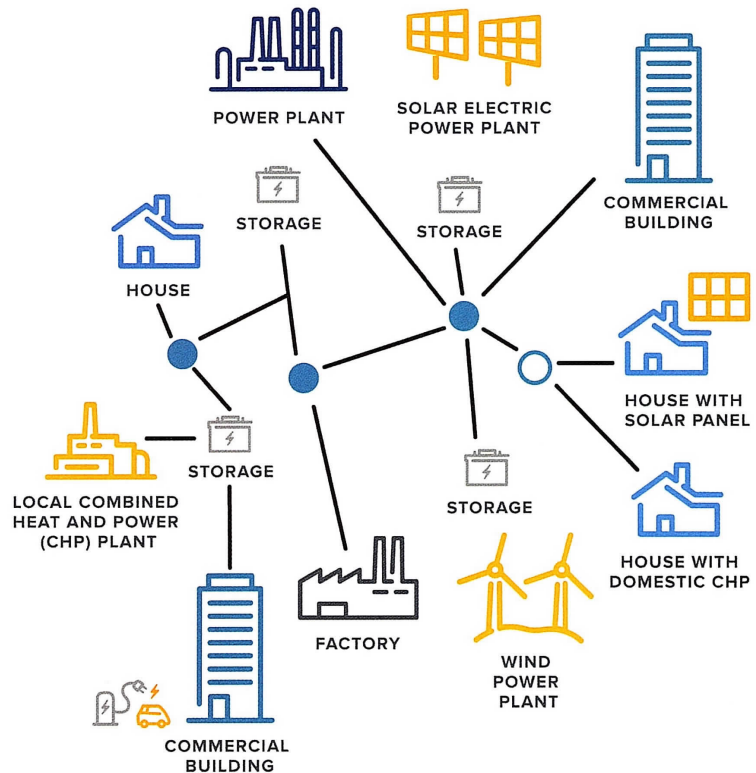 POWER PLANT
SOLAR ELECTRIC
POWER PLANT
COMMERCIAL
BUILDING
STORAGE
STORAGE
HOUSE
HOUSE WITH
SOLAR PANEL
STORAGE
LOCAL COMBINED
HEAT AND POWER
(CHP) PLANT
STORAGE
HOUSE WITH
DOMESTIC CHP
FACTORY
WIND
POWER
PLANT
COMMERCIAL
BUILDING